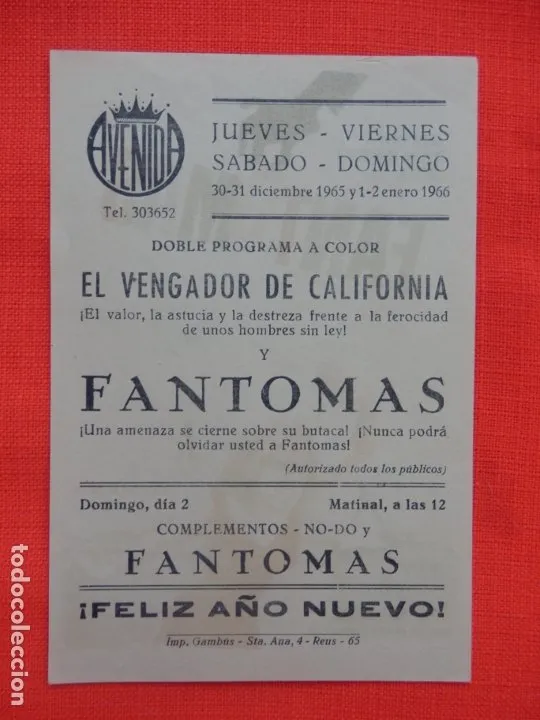 AVENIDA
Tel. 303652
JUEVES - VIERNES
SABADO - DOMINGO
30-31 diciembre 1965 y 1-2 enero 1966
DOBLE PROGRAMA A COLOR
EL VENGADOR DE CALIFORNIA
¡El valor, la astucia y la destreza frente a la ferocidad
de unos hombres sin ley!
Y
FANTOMAS
¡Una amenaza se cierne sobre su butaca! ¡Nunca podrá
olvidar usted a Fantomas!
(Autorizado todos los públicos)
Domingo, día 2 Matinal, a las 12
COMPLEMENTOS - NO-DO y
FANTOMAS
¡FELIZ AÑO NUEVO!
Imp. Gambús - Sta. Ana, 4 - Reus - 65
todocoleccion.net